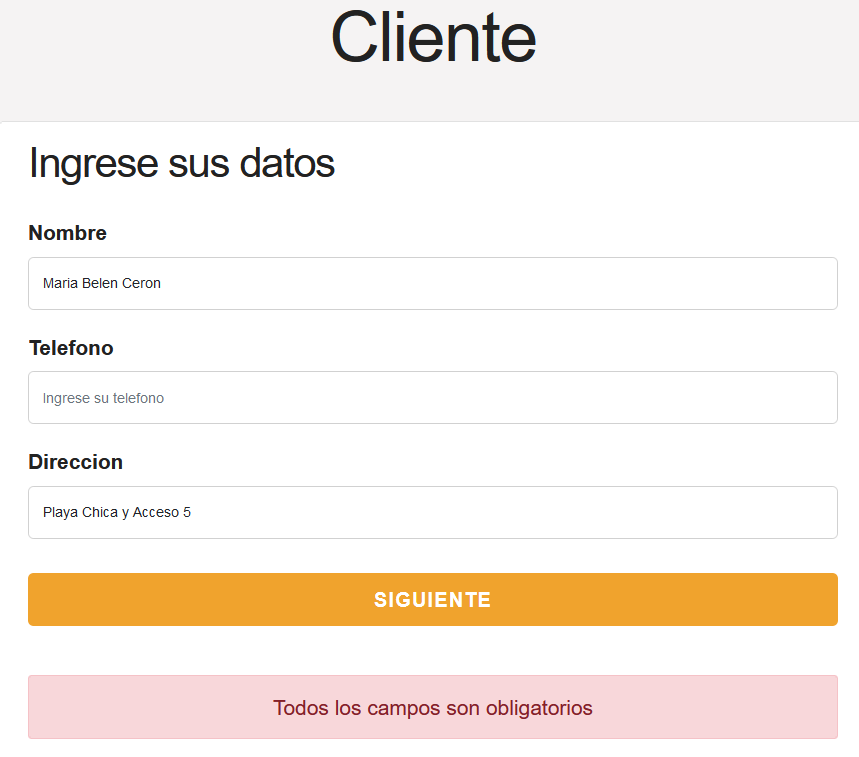 Cliente
Ingrese sus datos
Nombre
Maria Belen Ceron
Telefono
Ingrese su telefono
Direccion
Playa Chica y Acceso 5
SIGUIENTE
Todos los campos son obligatorios